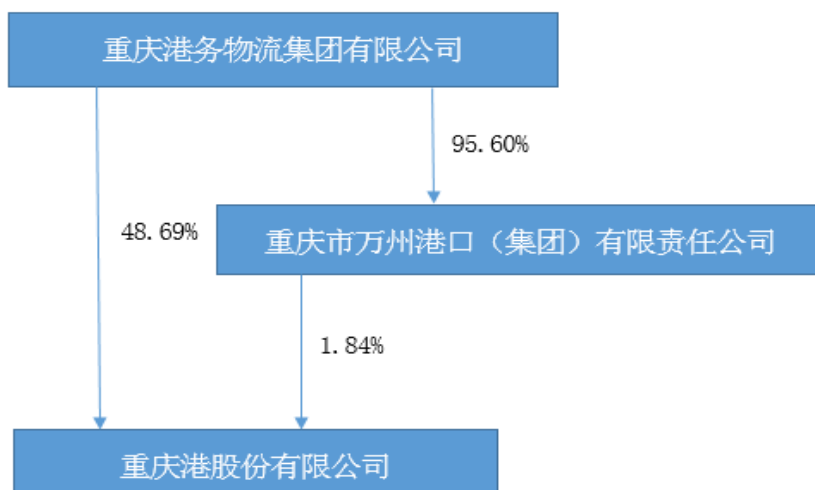 重庆港务物流集团有限公司
95.60%
48.69%
重庆市万州港口（集团）有限责任公司
1.84%
重庆港股份有限公司